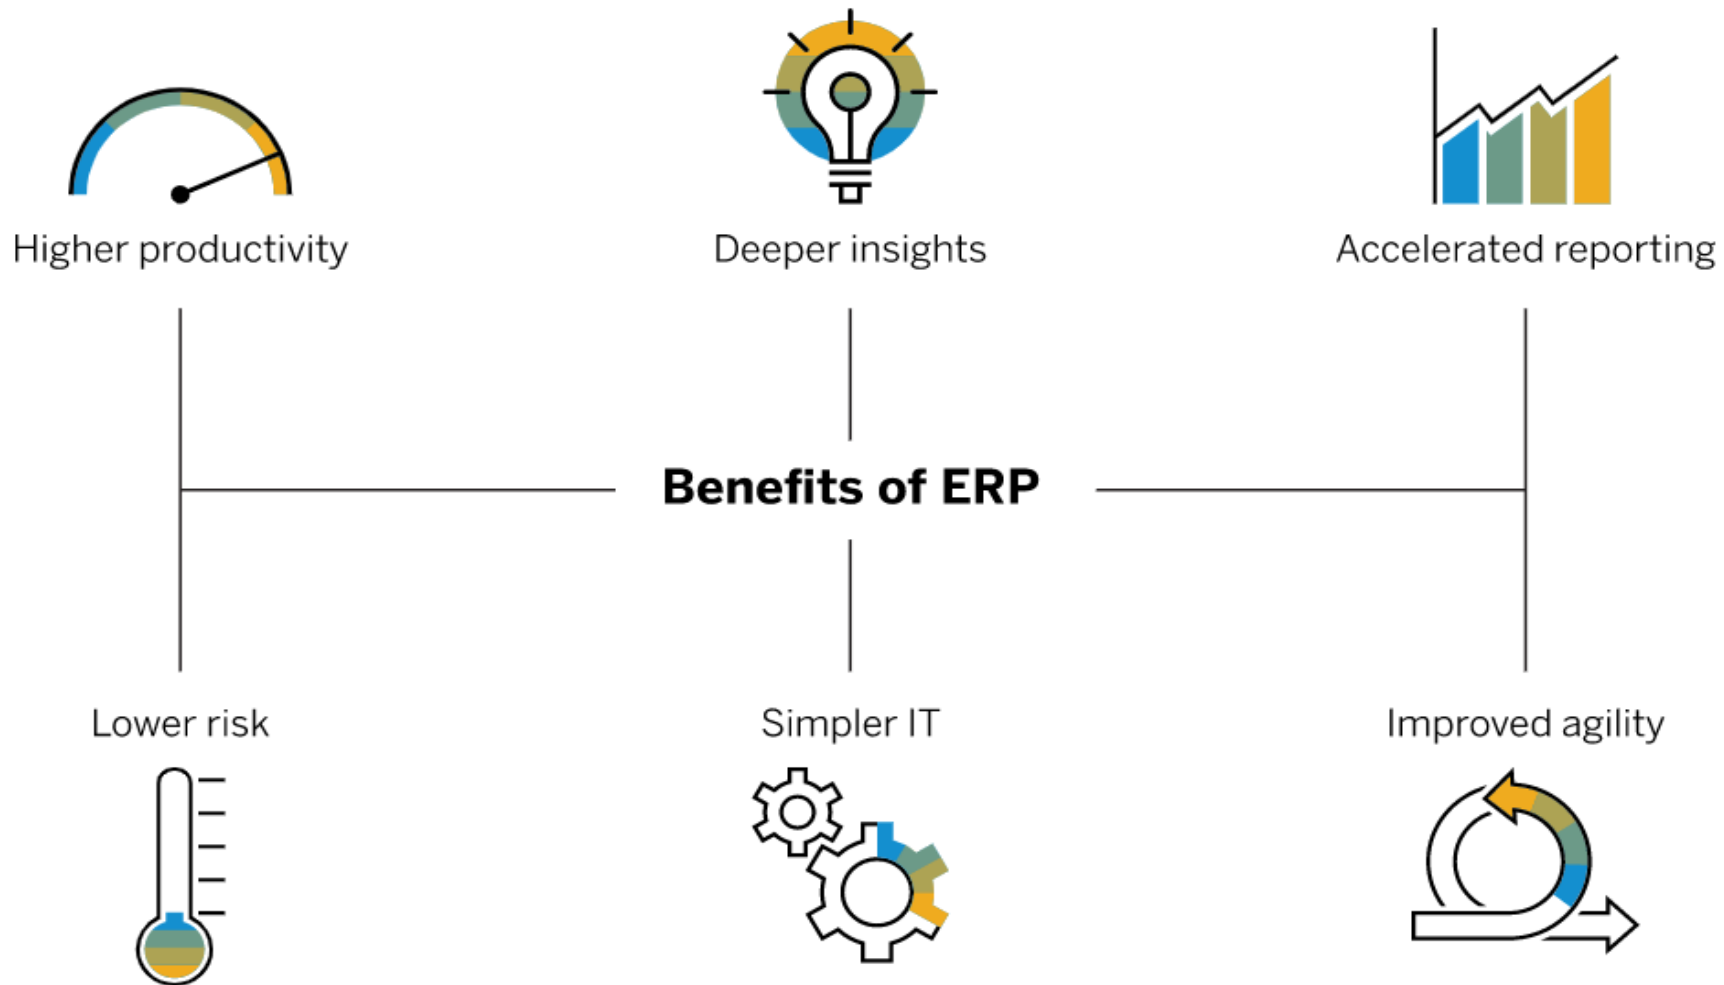 Higher productivity
Deeper insights
Accelerated reporting
Benefits of ERP
Lower risk
Simpler IT
Improved agility